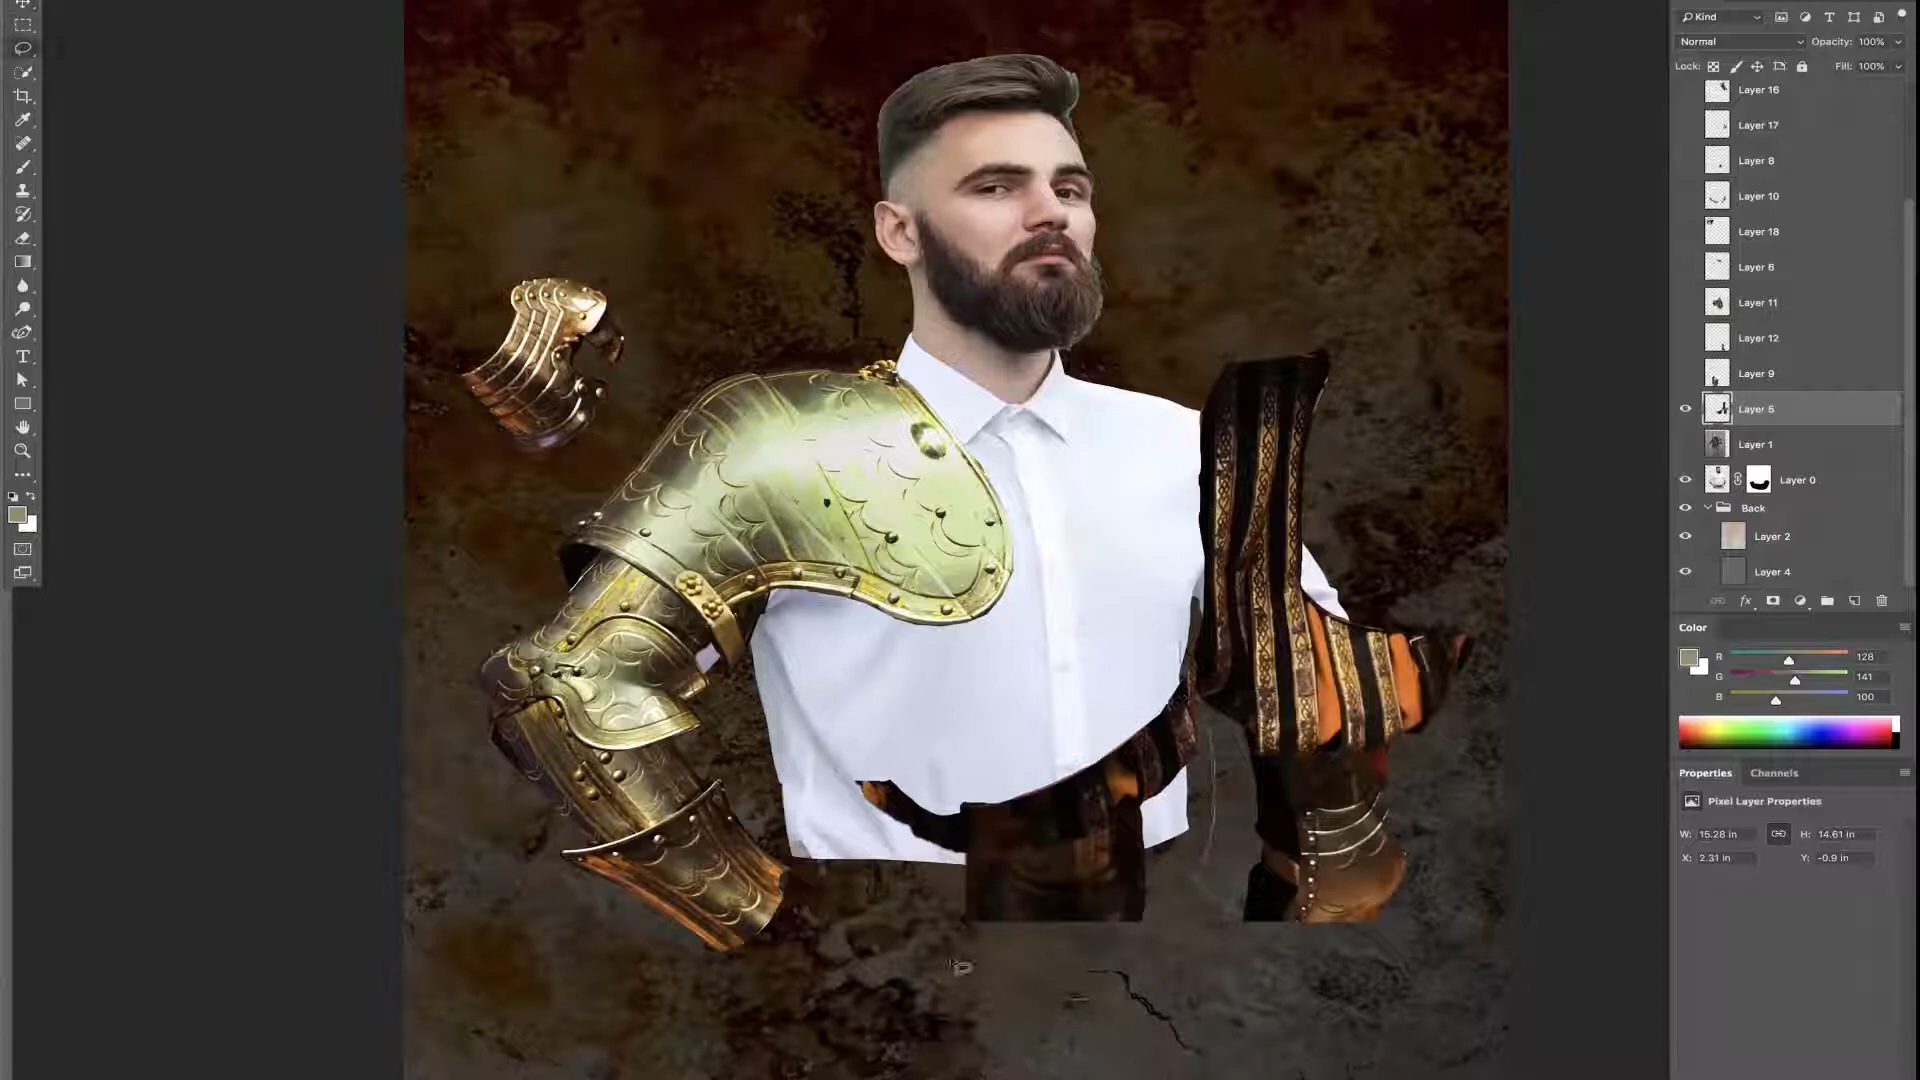 Kind
Normal Opacity: 100%
Lock: Fill: 100%
Layer 16
Layer 17
Layer 8
Layer 10
Layer 18
Layer 6
Layer 11
Layer 12
Layer 9
Layer 5
Layer 1
Layer 0
Back
Layer 2
Layer 4
fx
Color
R 128
G 141
B 100
Properties Channels
Pixel Layer Properties
W: 15.28 in H: 14.61 in
X: 2.31 in Y: -0.9 in